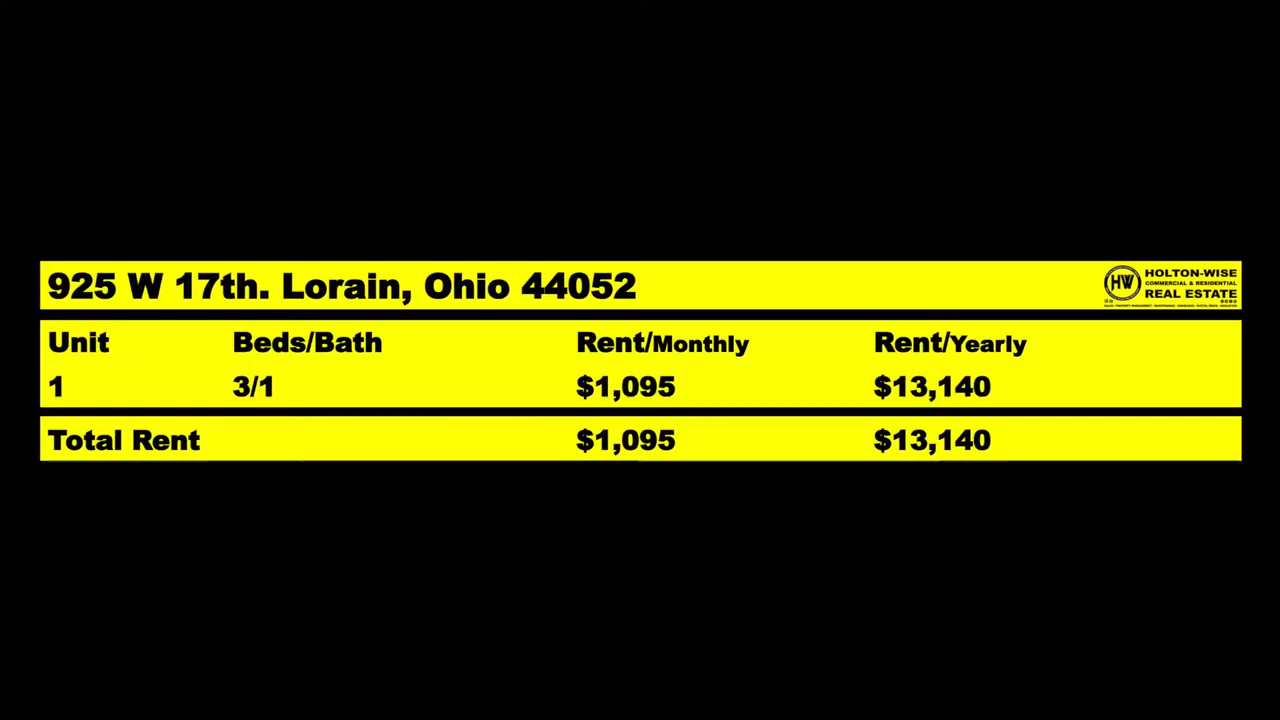 925 W 17th. Lorain, Ohio 44052
HW
HOLTON-WISE
COMMERCIAL & RESIDENTIAL
REAL ESTATE
Unit Beds/Bath Rent/Monthly Rent/Yearly
1 3/1 $1,095 $13,140
Total Rent $1,095 $13,140